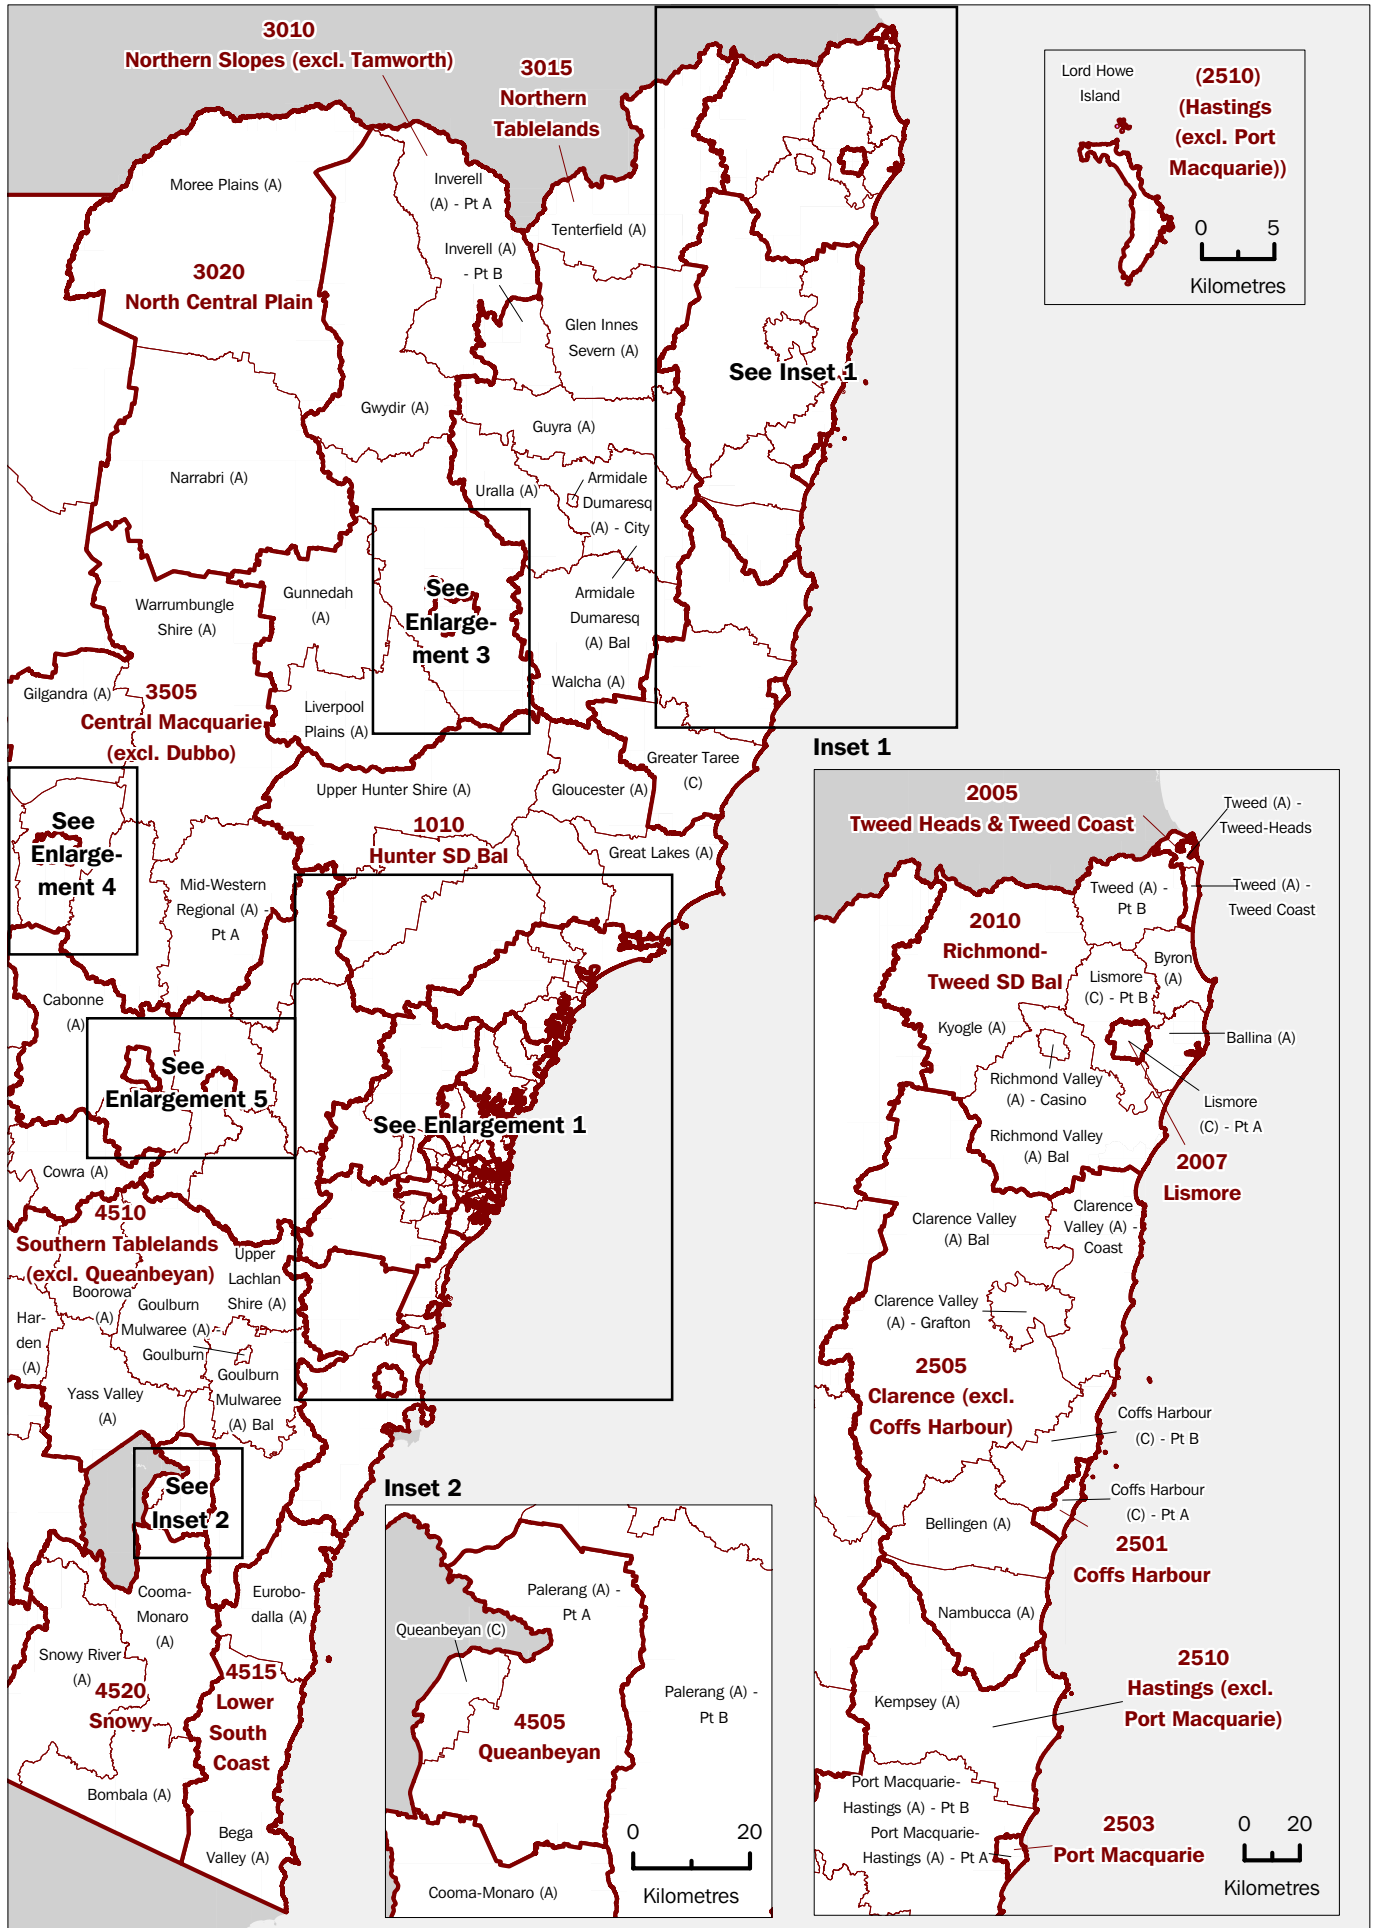 3010
Northern Slopes (excl. Tamworth)
3015
Northern
Tablelands
Moree Plains (A)
Inverell
(A) - Pt A
Inverell (A)
- Pt B
Tenterfield (A)
3020
North Central Plain
Glen Innes
Severn (A)
See Inset 1
Gwydir (A)
Guyra (A)
Narrabri (A)
Uralla (A)
Armidale
Dumaresq
(A) - City
See
Enlarge-
ment 3
Gunnedah
(A)
Warrumbungle
Shire (A)
Armidale
Dumaresq
(A) Bal
Walcha (A)
Gilgandra (A)
3505
Central Macquarie
(excl. Dubbo)
Liverpool
Plains (A)
Greater Taree
(C)
Upper Hunter Shire (A)
Gloucester (A)
1010
Hunter SD Bal
Great Lakes (A)
See
Enlarge-
ment 4
Mid-Western
Regional (A) -
Pt A
Cabonne
(A)
See
Enlargement 5
See Enlargement 1
Cowra (A)
4510
Southern Tablelands
(excl. Queanbeyan)
Upper
Lachlan
Shire (A)
Boorowa
(A)
Har-
den
(A)
Goulburn
Mulwaree (A) -
Goulburn
Goulburn
Mulwaree
(A) Bal
Yass Valley
(A)
See
Inset 2
Cooma-
Monaro
(A)
Eurobo-
dalla (A)
Snowy River
(A)
4520
Snowy
4515
Lower
South
Coast
Bombala (A)
Bega
Valley (A)
Lord Howe
Island
(2510)
(Hastings
(excl. Port
Macquarie))
0 5
Kilometres
Inset 1
2005
Tweed Heads & Tweed Coast
Tweed (A) -
Tweed-Heads
Tweed (A) -
Pt B
Tweed (A) -
Tweed Coast
2010
Richmond-
Tweed SD Bal
Byron
(A)
Lismore
(C) - Pt B
Kyogle (A)
Ballina (A)
Richmond Valley
(A) - Casino
Lismore
(C) - Pt A
Richmond Valley
(A) Bal
2007
Lismore
Clarence Valley
(A) Bal
Clarence
Valley (A) -
Coast
Clarence Valley
(A) - Grafton
2505
Clarence (excl.
Coffs Harbour)
Coffs Harbour
(C) - Pt B
Coffs Harbour
(C) - Pt A
Bellingen (A)
2501
Coffs Harbour
Nambucca (A)
2510
Hastings (excl.
Port Macquarie)
Kempsey (A)
Port Macquarie-
Hastings (A) - Pt B
Port Macquarie-
Hastings (A) - Pt A
2503
Port Macquarie
0 20
Kilometres
Inset 2
Palerang (A) -
Pt A
Queanbeyan (C)
Palerang (A) -
Pt B
4505
Queanbeyan
Cooma-Monaro (A)
0 20
Kilometres